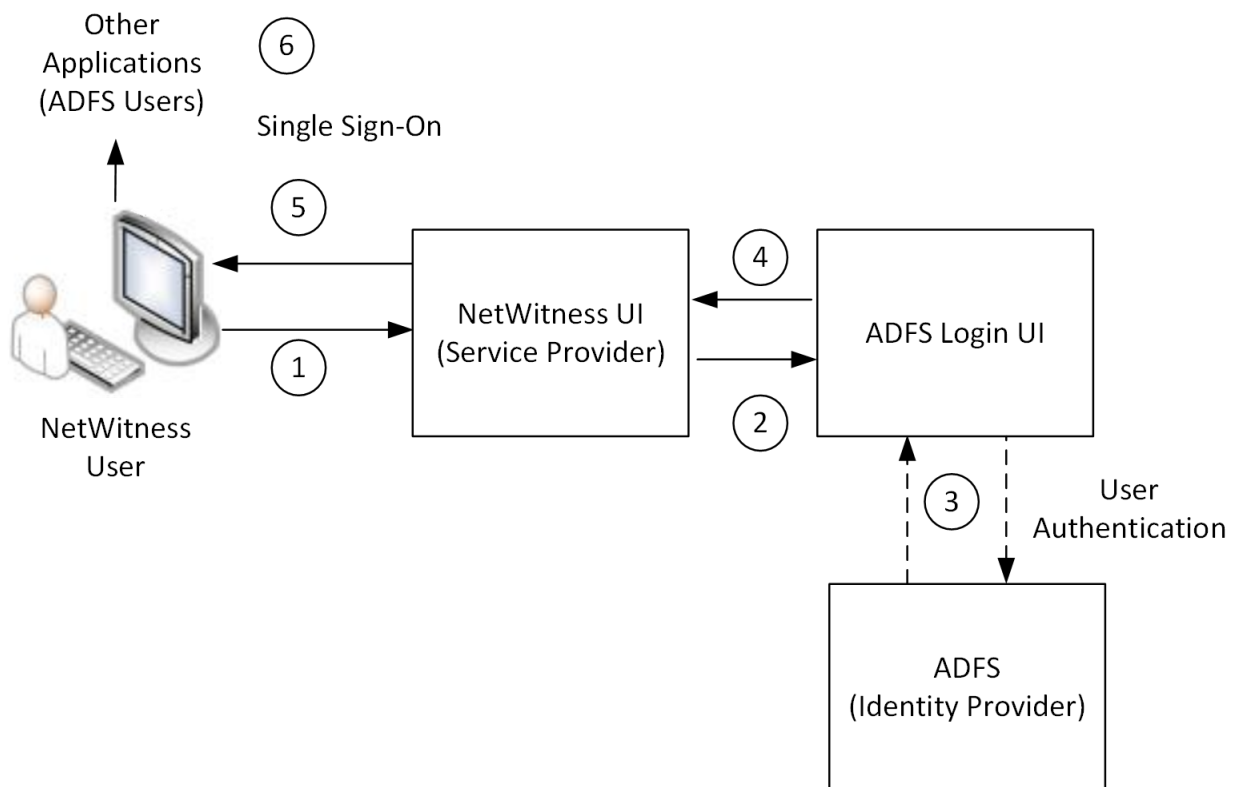 Other
Applications
(ADFS Users)
6
Single Sign-On
5
4
NetWitness UI
(Service Provider)
ADFS Login UI
1
2
NetWitness
User
3
User
Authentication
ADFS
(Identity Provider)